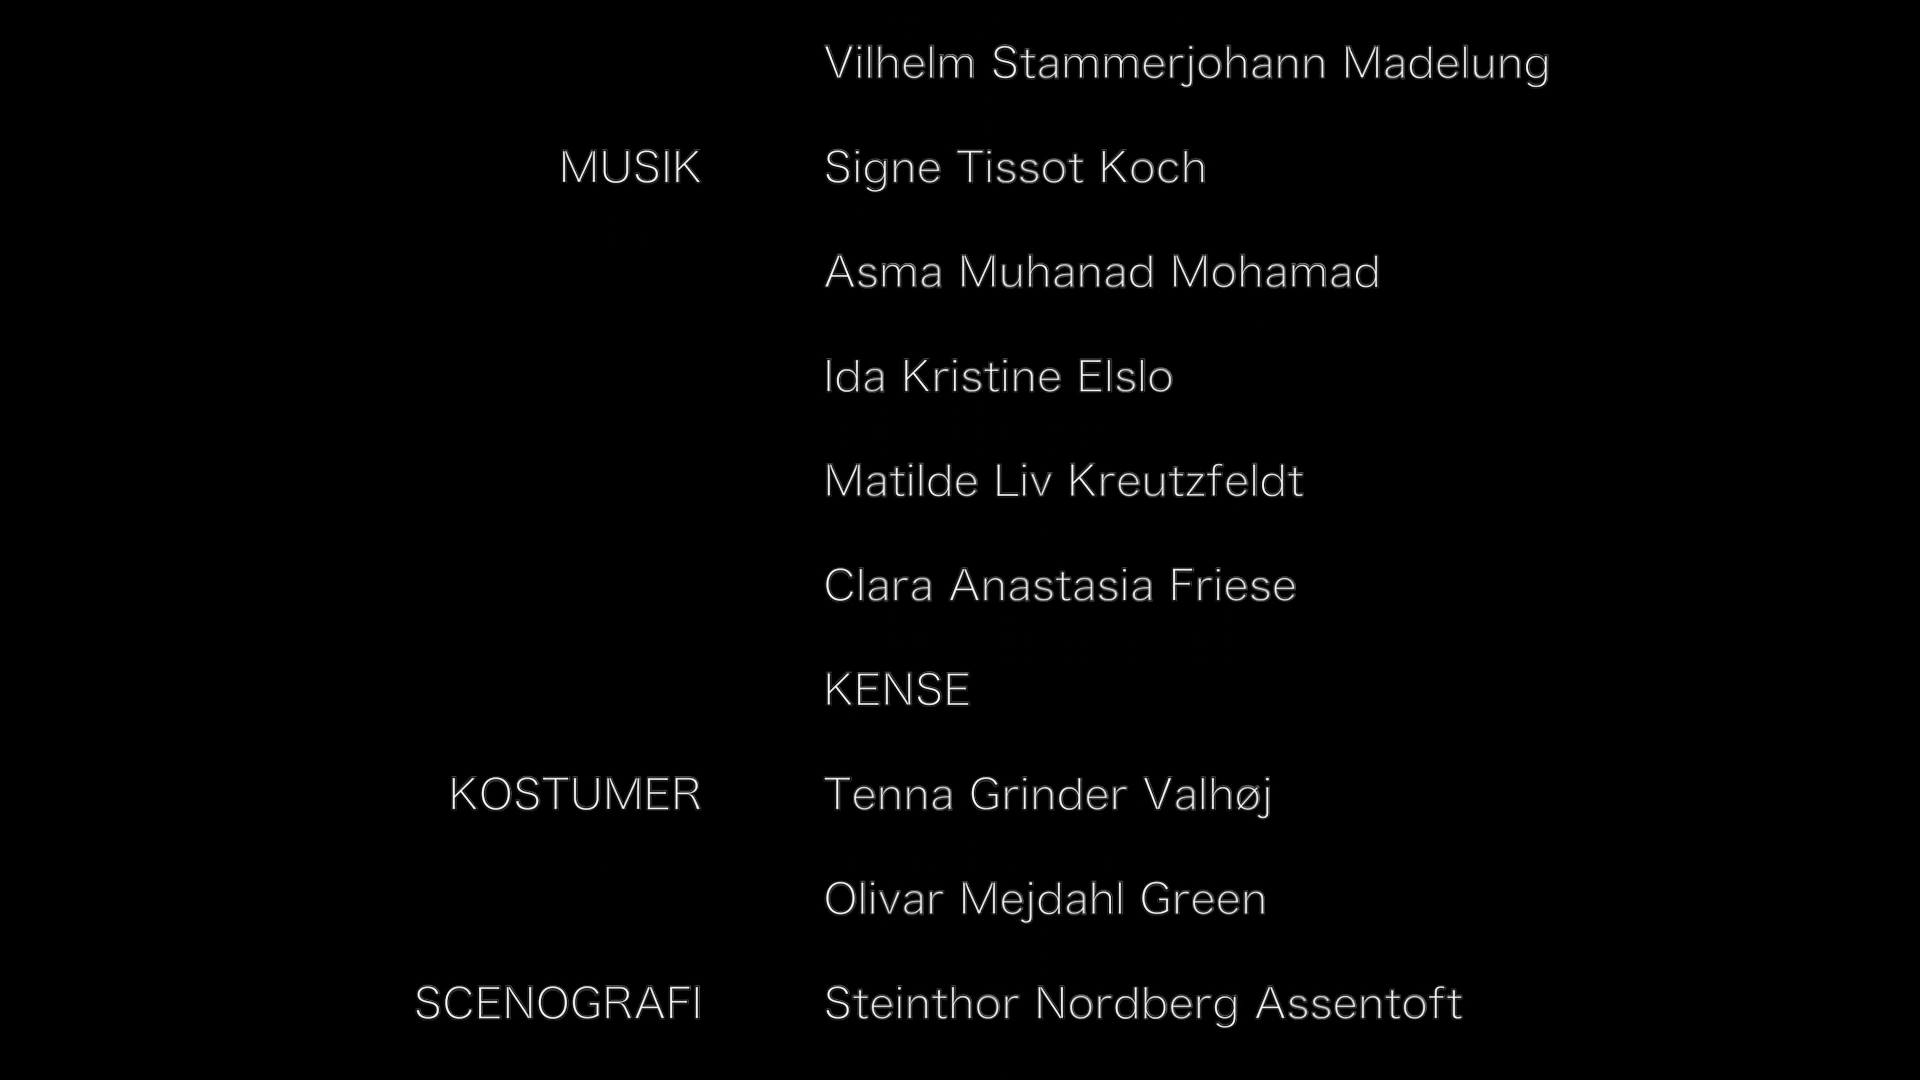 Vilhelm Stammerjohann Madelung
MUSIK Signe Tissot Koch
Asma Muhanad Mohamad
Ida Kristine Elslo
Matilde Liv Kreutzfeldt
Clara Anastasia Friese
KENSE
KOSTUMER Tenna Grinder Valhøj
Olivar Mejdahl Green
SCENOGRAFI Steinthor Nordberg Assentoft